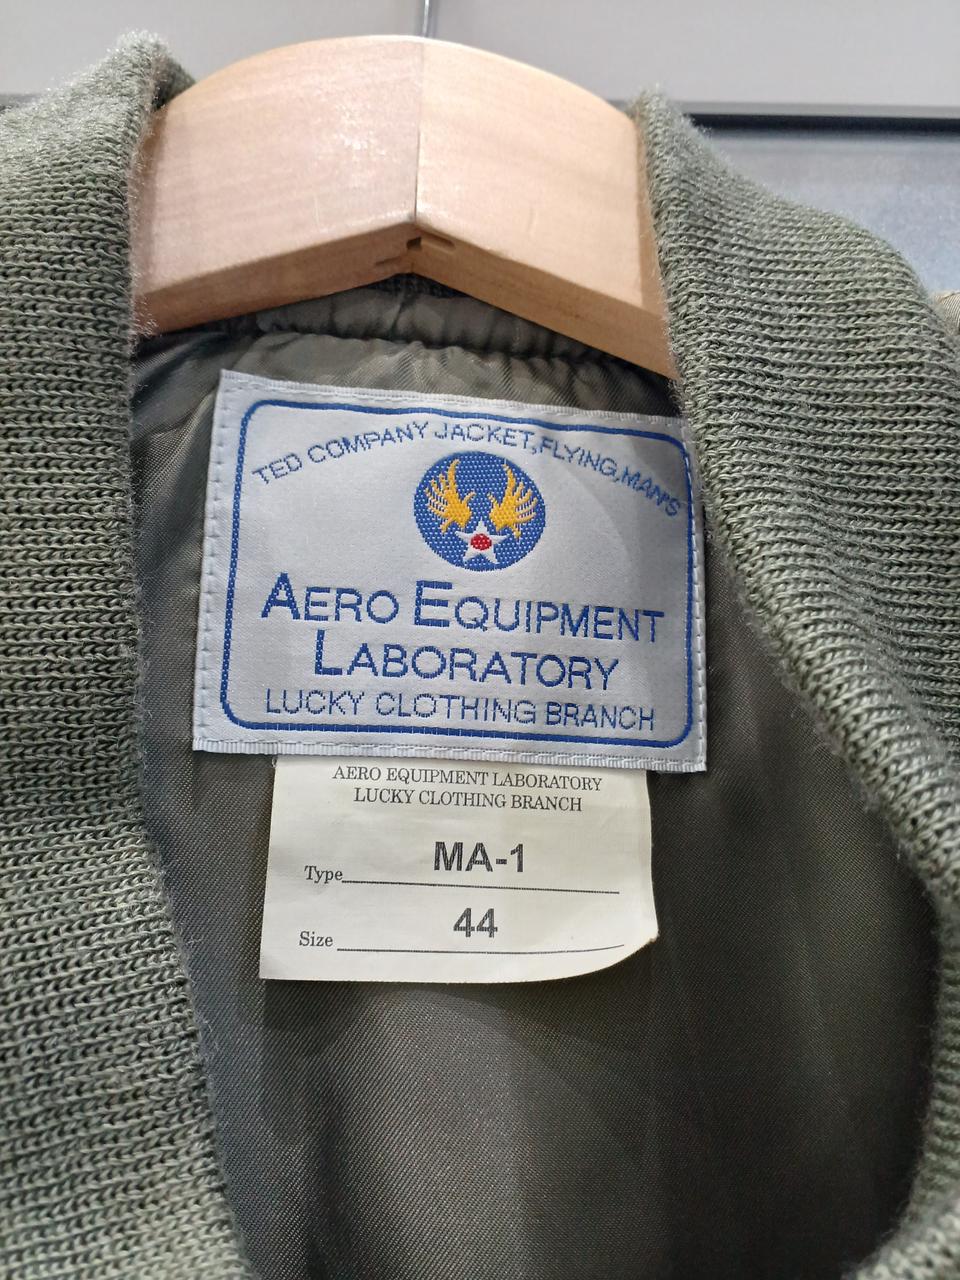 TED COMPANY JACKET,FLYING,MAN'S
AERO EQUIPMENT
LABORATORY
LUCKY CLOTHING BRANCH
AERO EQUIPMENT LABORATORY
LUCKY CLOTHING BRANCH
Type MA-1
Size 44